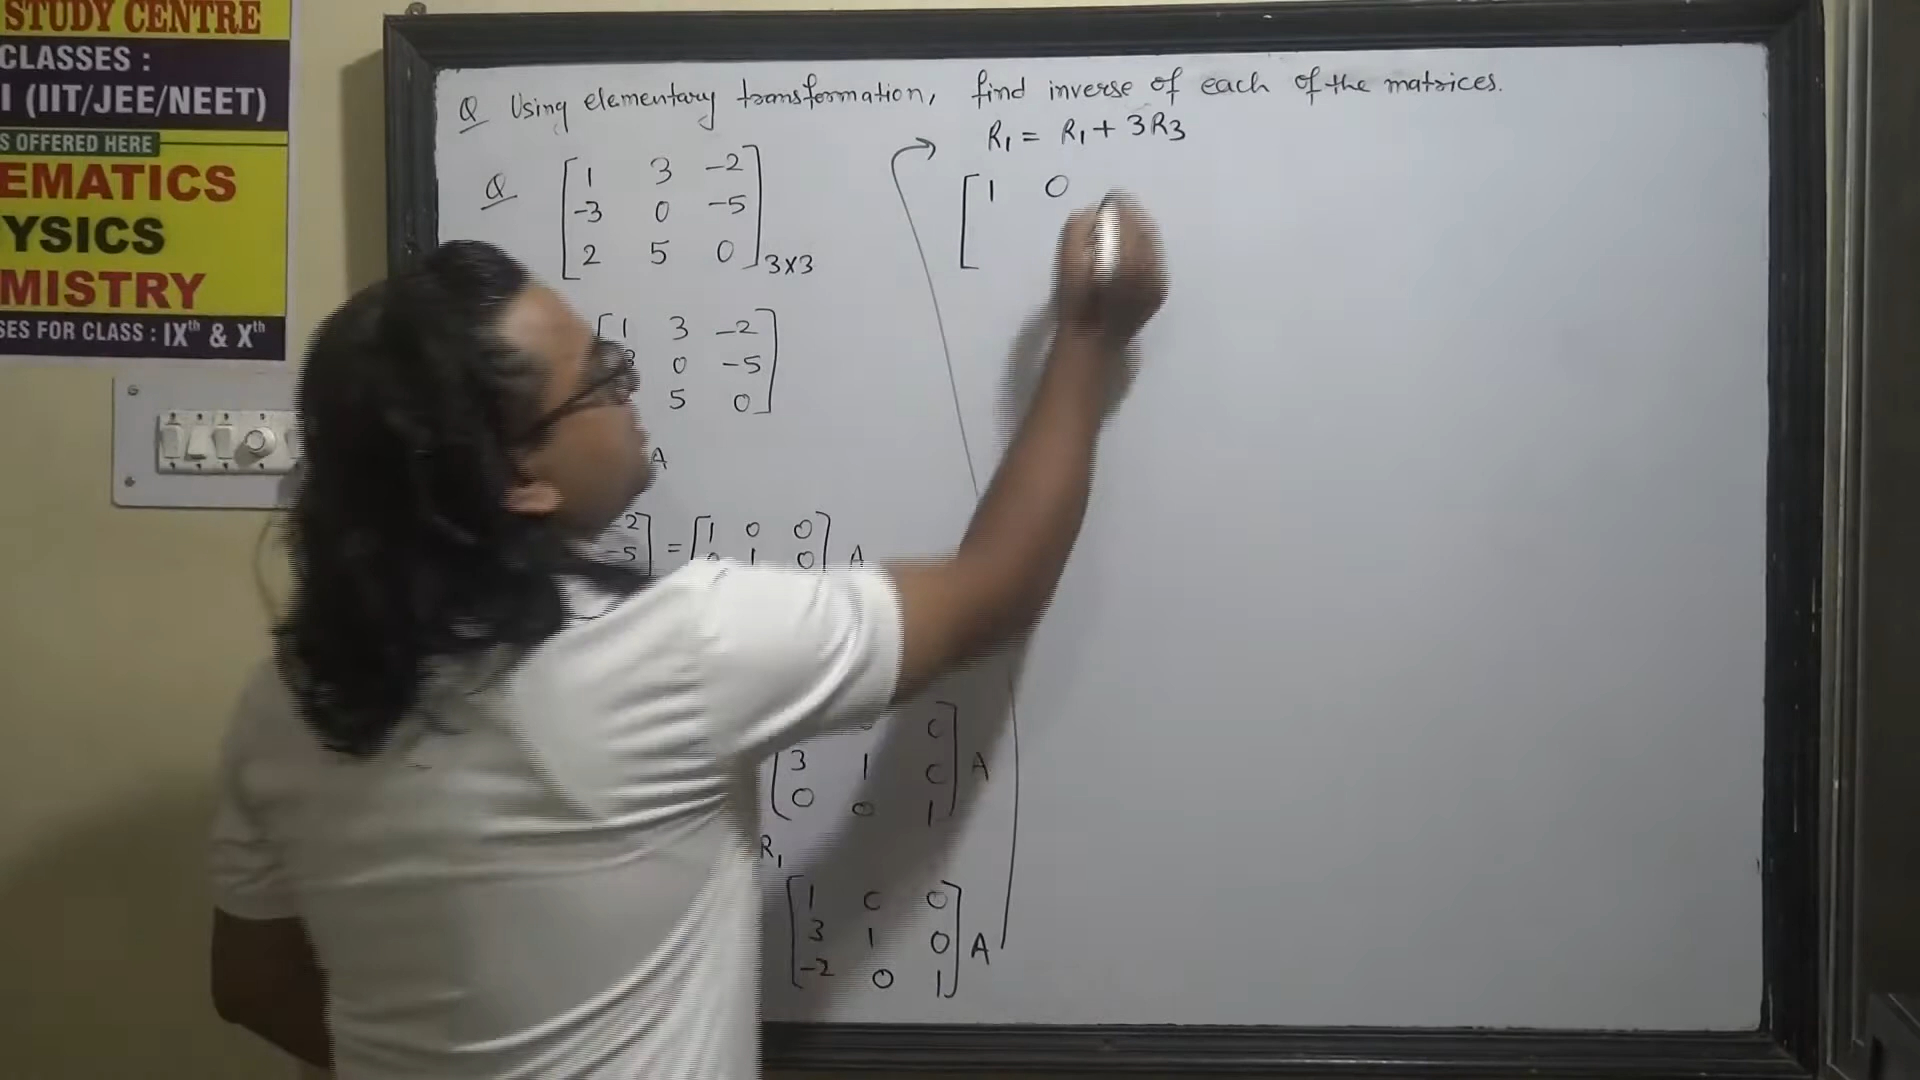 STUDY CENTRE
CLASSES :
I (IIT/JEE/NEET)
S OFFERED HERE
EMATICS
YSICS
MISTRY
SES FOR CLASS : IXth & Xth
Q Using elementary transformation, find inverse of each of the matrices.
Q
1 3 -2
-3 0 -5
2 5 0
3x3
1 3 -2
3 0 -5
5 0
A
-2 = 1 0 0
-5 0 1 0 A
C
3 1 C A
0 0 1
R1
1 C 0
3 1 0 A
-2 0 1
R1 = R1 + 3R3
1 0